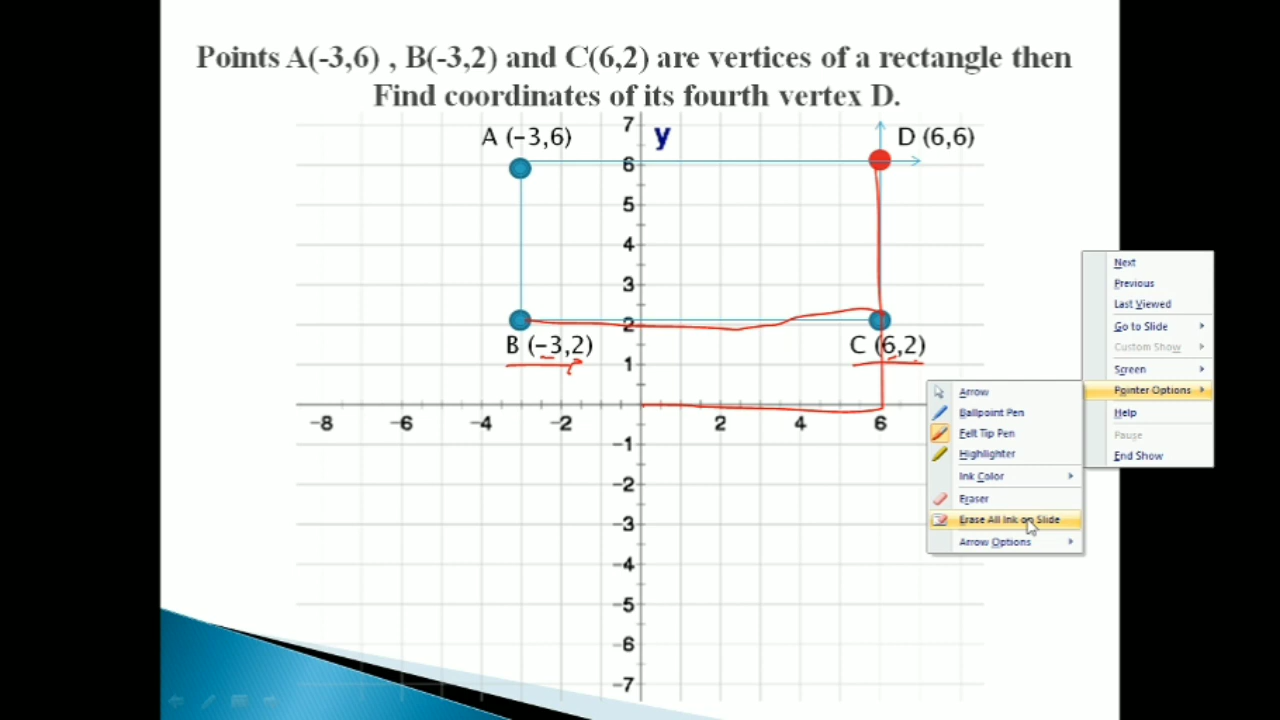 Points A(-3,6) , B(-3,2) and C(6,2) are vertices of a rectangle then
Find coordinates of its fourth vertex D.
7
A (−3,6)
y
D (6,6)
6
5
4
3
2
B (−3,2)
C (6,2)
1
−8 −6 −4 −2 2 4 6
−1
−2
−3
−4
−5
−6
−7
Next
Previous
Last Viewed
Go to Slide
Custom Show
Screen
Pointer Options
Help
Pause
End Show
Arrow
Ballpoint Pen
Felt Tip Pen
Highlighter
Ink Color
Eraser
Erase All Ink on Slide
Arrow Options